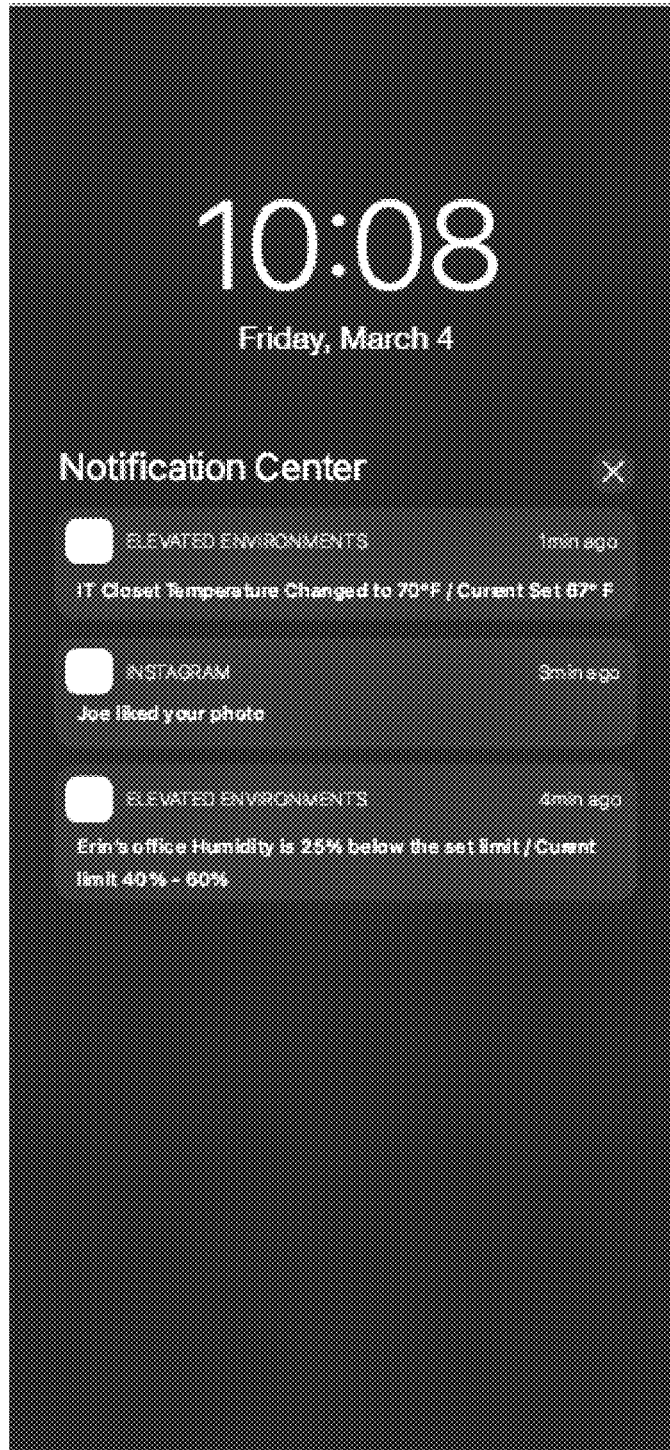 10:08
Friday, March 4
Notification Center
ELEVATED ENVIRONMENTS 1min ago
IT Closet Temperature Changed to 70°F / Current Set 67° F
INSTAGRAM 3min ago
Joe liked your photo
ELEVATED ENVIRONMENTS 4min ago
Erin's office Humidity is 25% below the set limit / Current
limit 40% - 60%